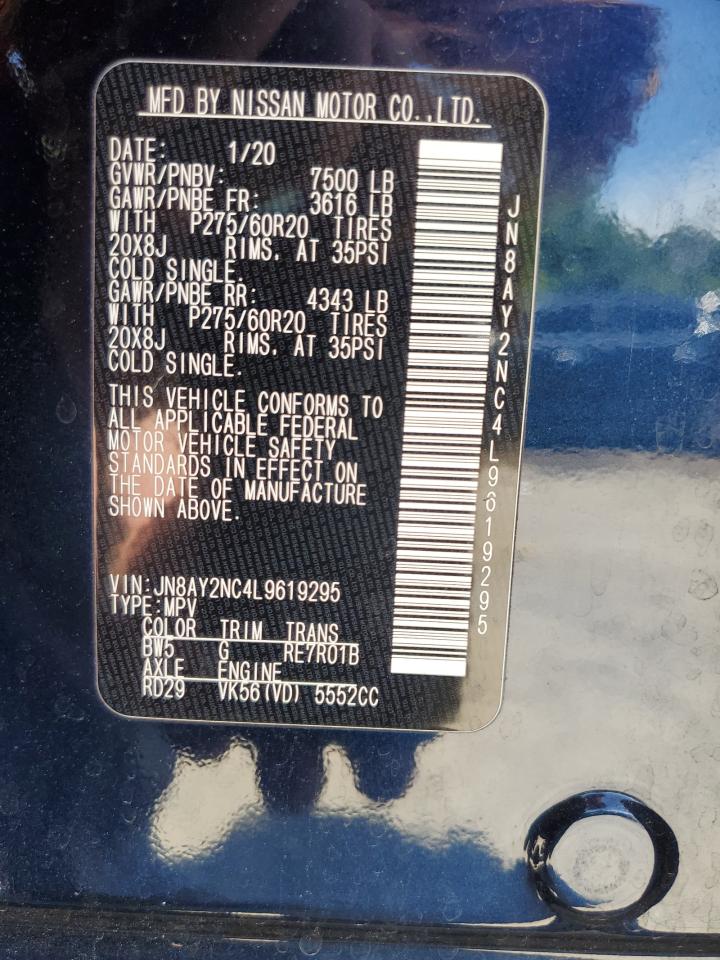 MFD BY NISSAN MOTOR CO.,LTD.
DATE: 1/20
GVWR/PNBV: 7500 LB
GAWR/PNBE FR: 3616 LB
WITH P275/60R20 TIRES
20X8J RIMS, AT 35PSI
COLD SINGLE.
GAWR/PNBE RR: 4343 LB
WITH P275/60R20 TIRES
20X8J RIMS, AT 35PSI
COLD SINGLE.
THIS VEHICLE CONFORMS TO
ALL APPLICABLE FEDERAL
MOTOR VEHICLE SAFETY
STANDARDS IN EFFECT ON
THE DATE OF MANUFACTURE
SHOWN ABOVE.
VIN:JN8AY2NC4L9619295
TYPE:MPV
COLOR TRIM TRANS
BW5 G RE7R01B
AXLE ENGINE
RD29 VK56(VD) 5552CC
JN8AY2NC4L9619295